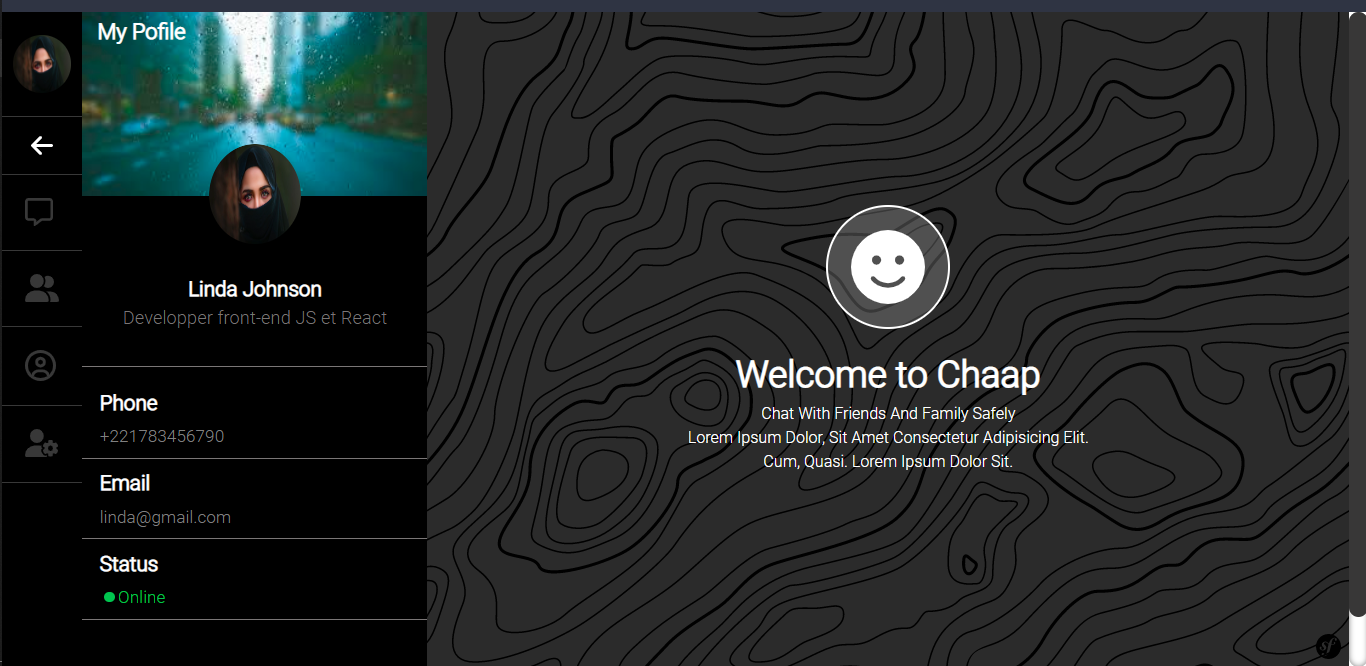 My Pofile
Linda Johnson
Developper front-end JS et React
Phone
+221783456790
Email
linda@gmail.com
Status
Online
Welcome to Chaap
Chat With Friends And Family Safely
Lorem Ipsum Dolor, Sit Amet Consectetur Adipisicing Elit.
Cum, Quasi. Lorem Ipsum Dolor Sit.
sf